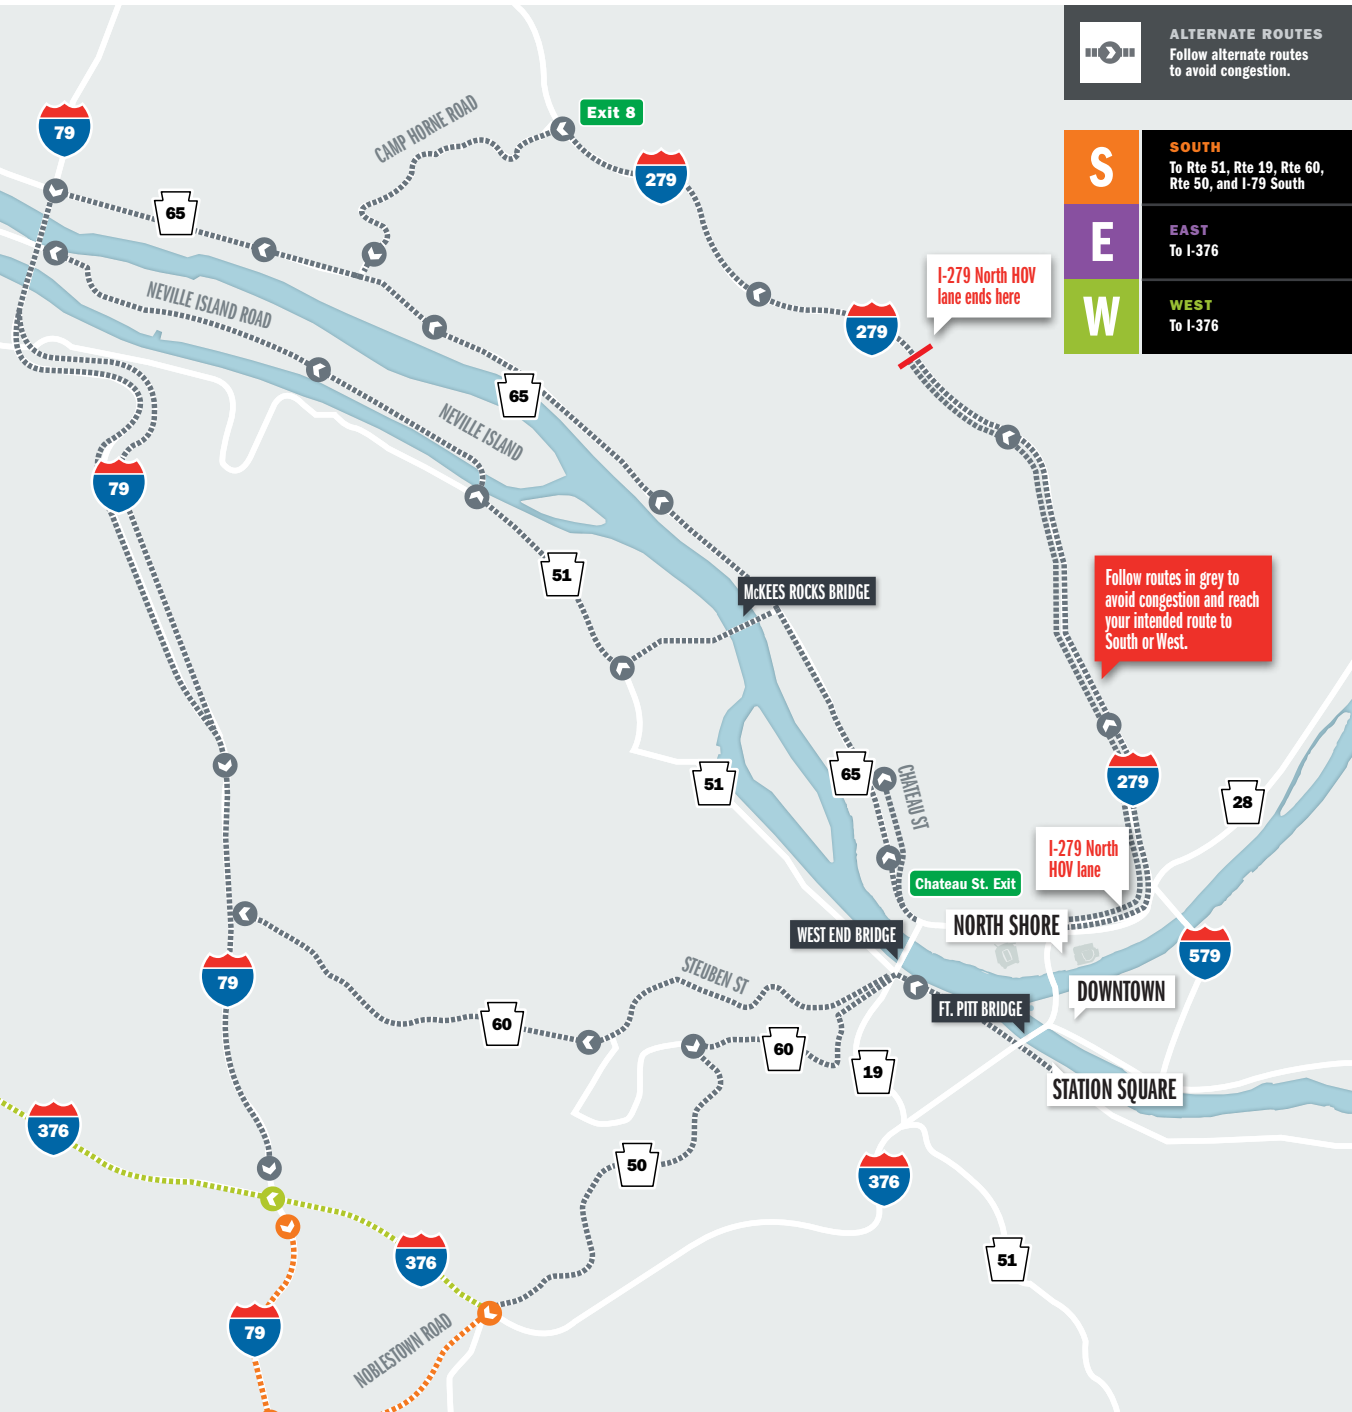 ALTERNATE ROUTES
Follow alternate routes
to avoid congestion.
S
SOUTH
To Rte 51, Rte 19, Rte 60,
Rte 50, and I-79 South
E
EAST
To I-376
W
WEST
To I-376
79
CAMP HORNE ROAD
Exit 8
279
65
I-279 North HOV
lane ends here
279
NEVILLE ISLAND ROAD
65
NEVILLE ISLAND
79
51
McKEES ROCKS BRIDGE
Follow routes in grey to
avoid congestion and reach
your intended route to
South or West.
279
28
65
CHATEAU ST
51
I-279 North
HOV lane
Chateau St. Exit
NORTH SHORE
WEST END BRIDGE
579
79
STEUBEN ST
DOWNTOWN
FT. PITT BRIDGE
60
60
19
STATION SQUARE
376
50
376
376
51
79
NOBLESTOWN ROAD